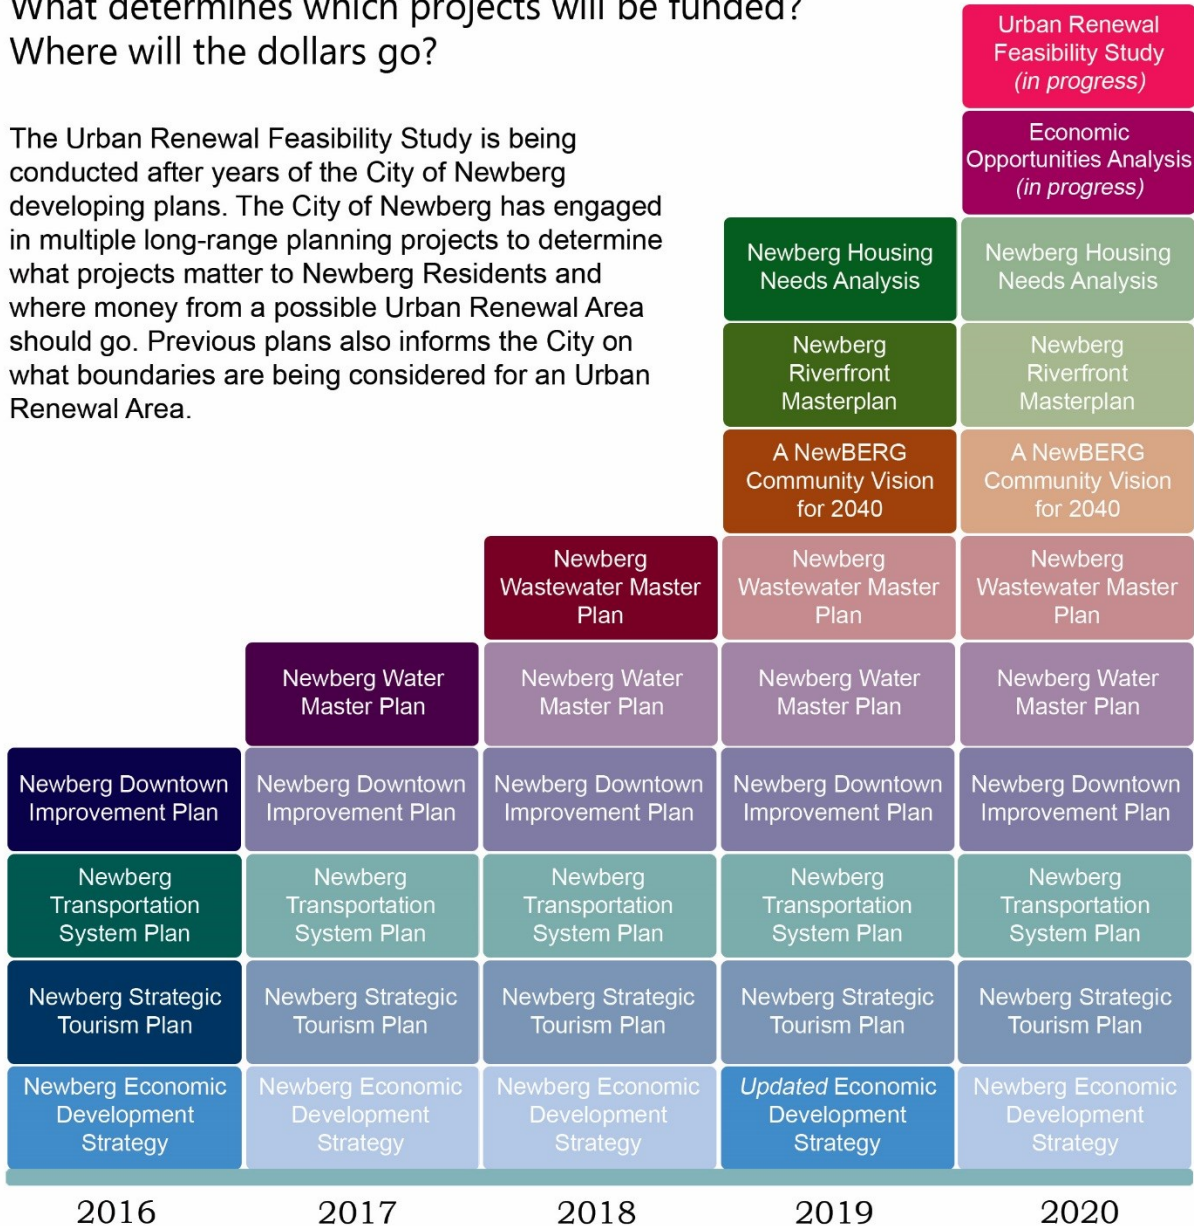 What determines which projects will be funded?
Where will the dollars go?
The Urban Renewal Feasibility Study is being
conducted after years of the City of Newberg
developing plans. The City of Newberg has engaged
in multiple long-range planning projects to determine
what projects matter to Newberg Residents and
where money from a possible Urban Renewal Area
should go. Previous plans also informs the City on
what boundaries are being considered for an Urban
Renewal Area.
Urban Renewal
Feasibility Study
(in progress)
Economic
Opportunities Analysis
(in progress)
Newberg Housing
Needs Analysis
Newberg Housing
Needs Analysis
Newberg
Riverfront
Masterplan
Newberg
Riverfront
Masterplan
A NewBERG
Community Vision
for 2040
A NewBERG
Community Vision
for 2040
Newberg
Wastewater Master
Plan
Newberg
Wastewater Master
Plan
Newberg
Wastewater Master
Plan
Newberg Water
Master Plan
Newberg Water
Master Plan
Newberg Water
Master Plan
Newberg Water
Master Plan
Newberg Downtown
Improvement Plan
Newberg Downtown
Improvement Plan
Newberg Downtown
Improvement Plan
Newberg Downtown
Improvement Plan
Newberg Downtown
Improvement Plan
Newberg
Transportation
System Plan
Newberg
Transportation
System Plan
Newberg
Transportation
System Plan
Newberg
Transportation
System Plan
Newberg
Transportation
System Plan
Newberg Strategic
Tourism Plan
Newberg Strategic
Tourism Plan
Newberg Strategic
Tourism Plan
Newberg Strategic
Tourism Plan
Newberg Strategic
Tourism Plan
Newberg Economic
Development
Strategy
Newberg Economic
Development
Strategy
Newberg Economic
Development
Strategy
Updated Economic
Development
Strategy
Newberg Economic
Development
Strategy
2016 2017 2018 2019 2020